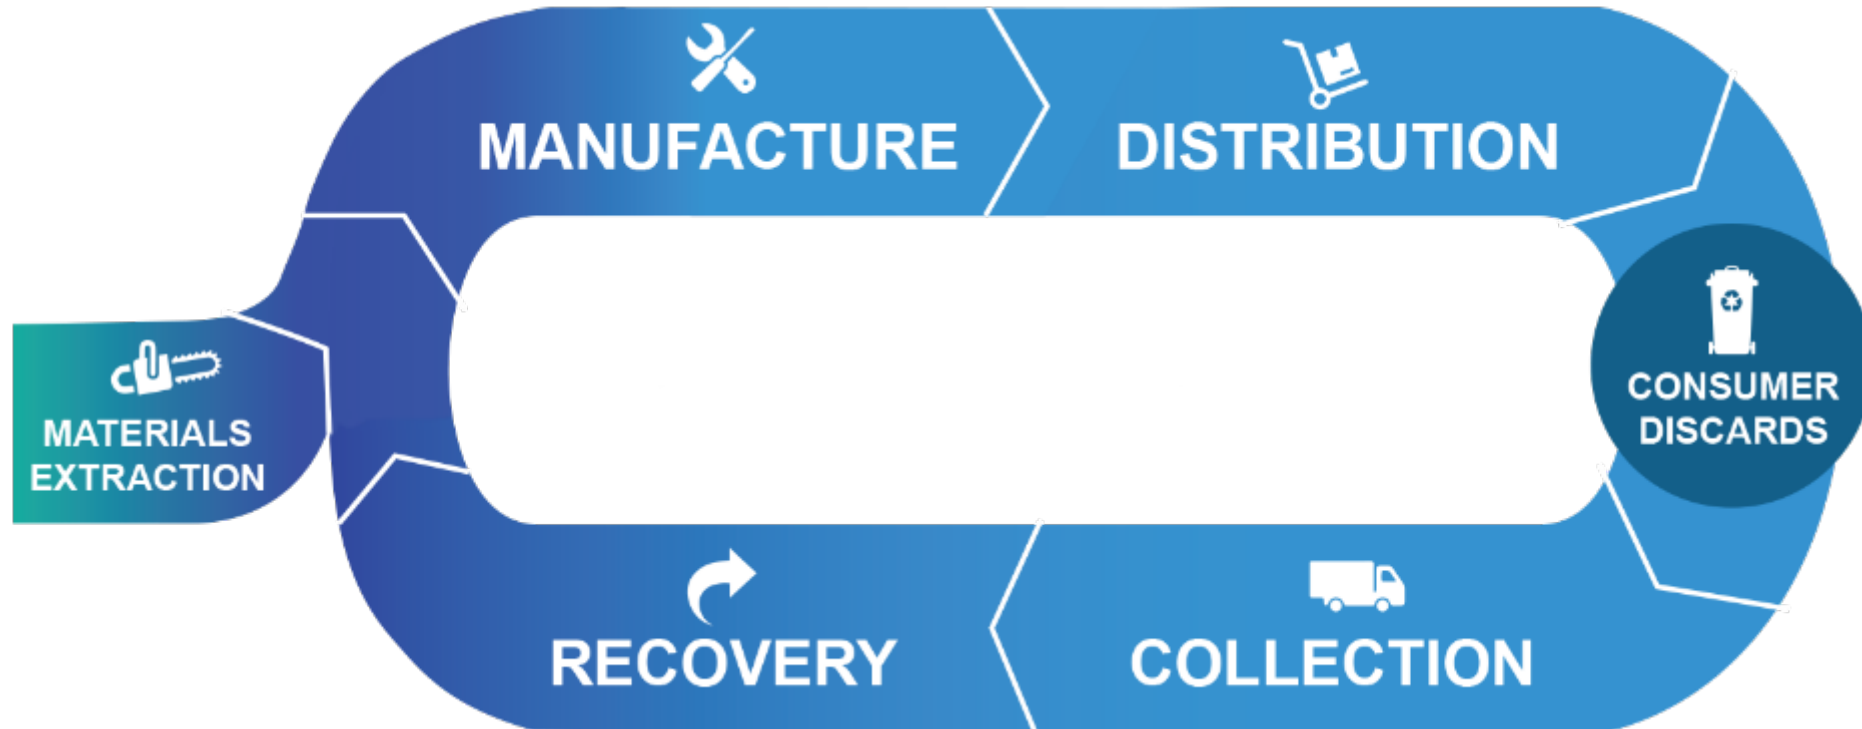 MANUFACTURE
DISTRIBUTION
MATERIALS
EXTRACTION
CONSUMER
DISCARDS
RECOVERY
COLLECTION